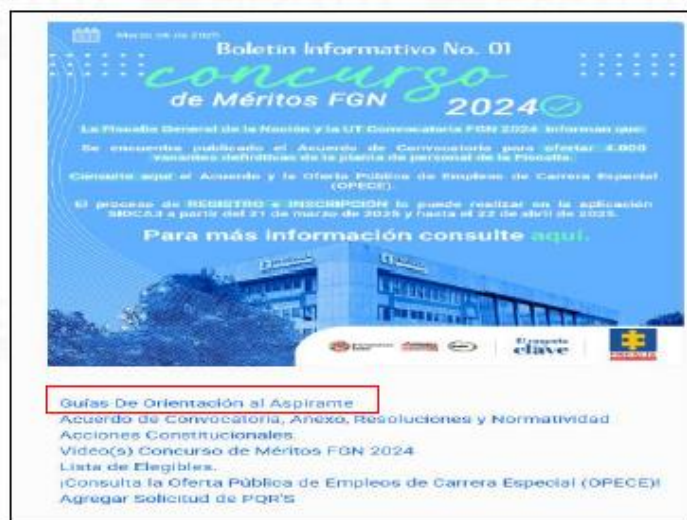 Marzo 06 de 2025
Boletín Informativo No. 01
concurso
de Méritos FGN 2024
La Fiscalía General de la Nación y la UT Convocatoria FGN 2024 informan que:
Se encuentra publicado el Acuerdo de Convocatoria para ofertar 4.000
vacantes definitivas de la planta de personal de la Fiscalía.
Consulte aquí el Acuerdo y la Oferta Pública de Empleos de Carrera Especial
(OPECE).
El proceso de REGISTRO e INSCRIPCIÓN lo puede realizar en la aplicación
SIDCA3 a partir del 21 de marzo de 2025 y hasta el 22 de abril de 2025.
Para más información consulte aquí.
clave
Guías De Orientación al Aspirante
Acuerdo de Convocatoria, Anexo, Resoluciones y Normatividad
Acciones Constitucionales.
Video(s) Concurso de Méritos FGN 2024
Lista de Elegibles.
¡Consulta la Oferta Pública de Empleos de Carrera Especial (OPECE)!
Agregar Solicitud de PQR'S